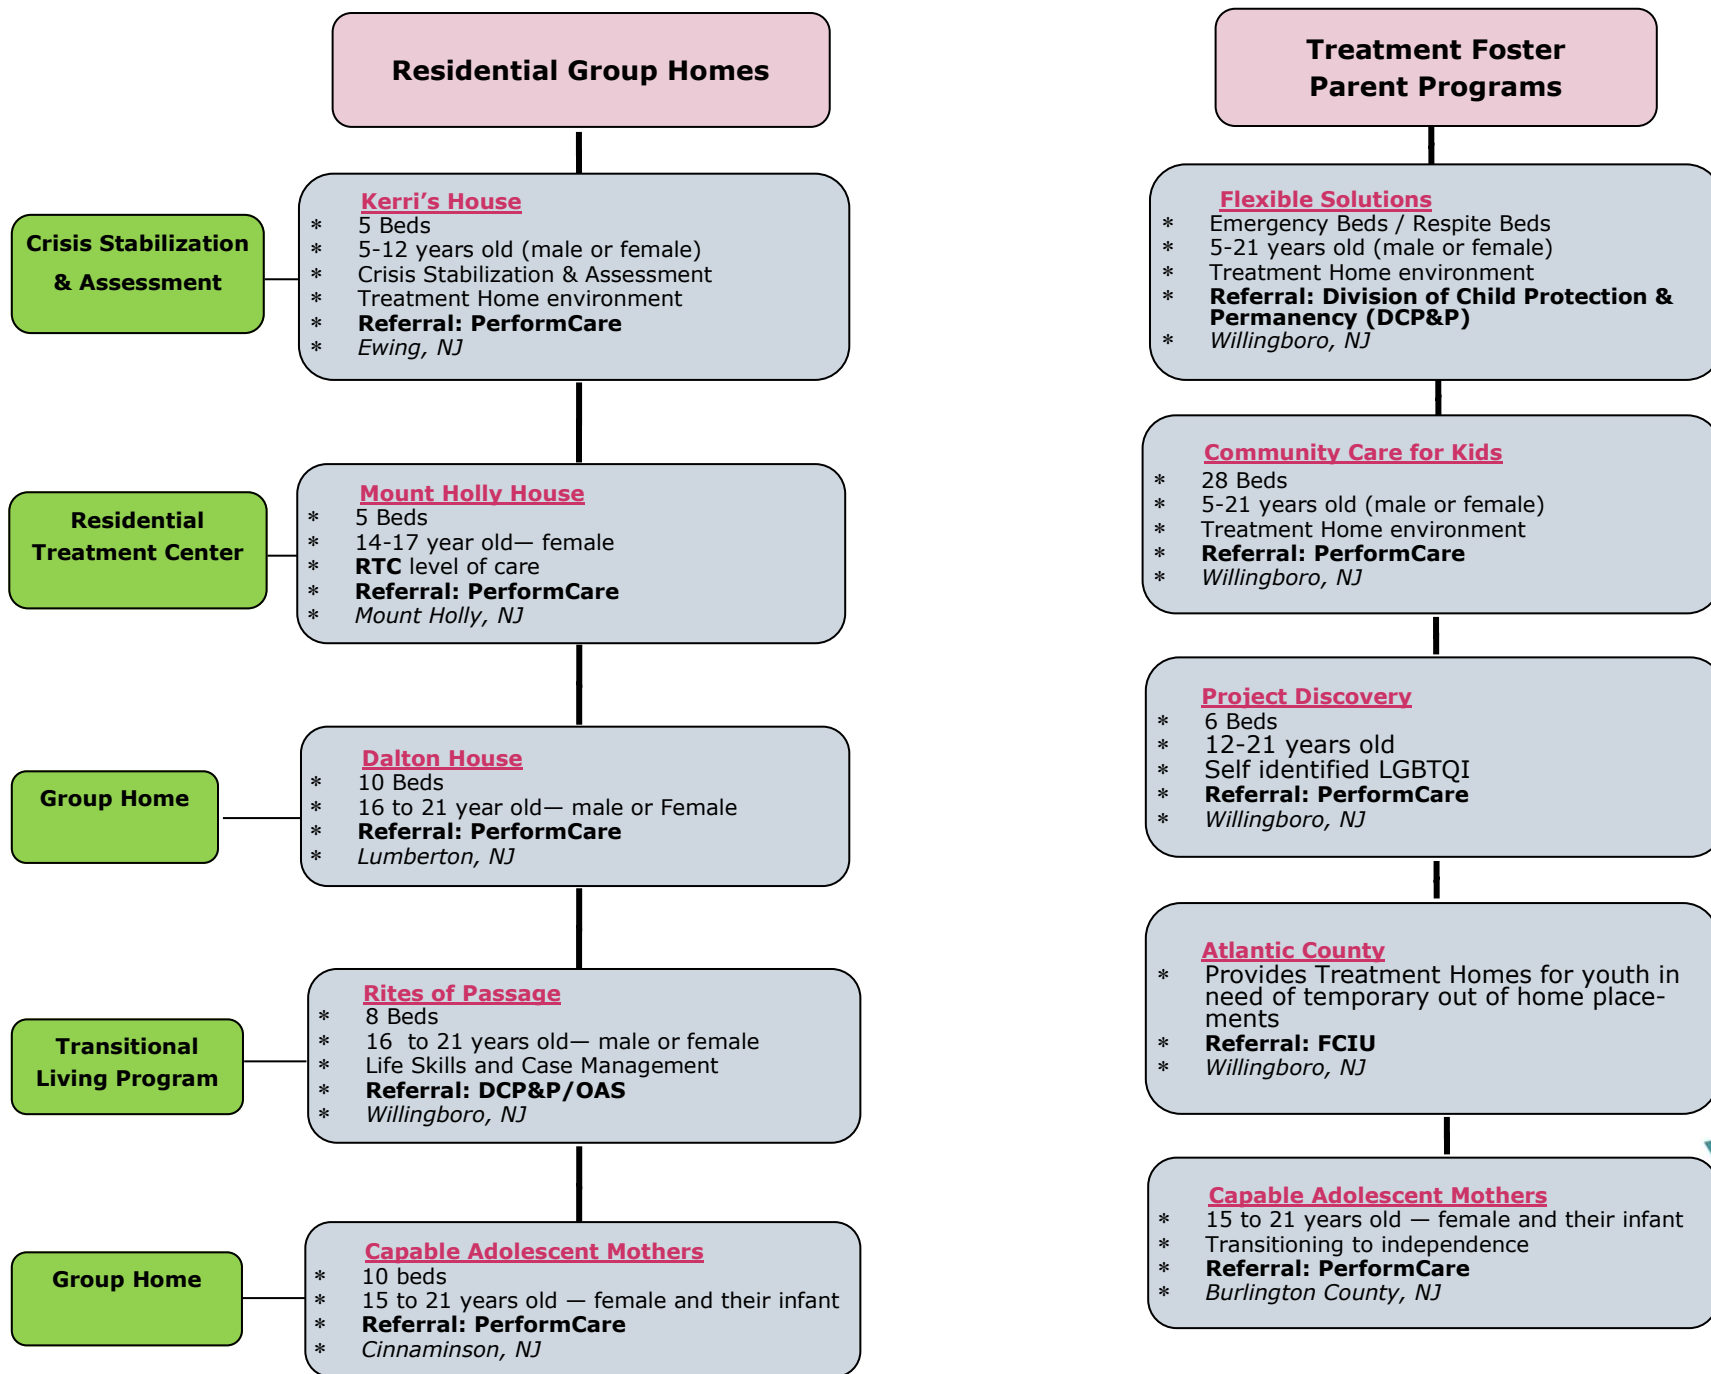 Residential Group Homes
Crisis Stabilization
& Assessment
Kerri’s House
* 5 Beds
* 5-12 years old (male or female)
* Crisis Stabilization & Assessment
* Treatment Home environment
* Referral: PerformCare
* Ewing, NJ
Residential
Treatment Center
Mount Holly House
* 5 Beds
* 14-17 year old— female
* RTC level of care
* Referral: PerformCare
* Mount Holly, NJ
Group Home
Dalton House
* 10 Beds
* 16 to 21 year old— male or Female
* Referral: PerformCare
* Lumberton, NJ
Transitional
Living Program
Rites of Passage
* 8 Beds
* 16  to 21 years old— male or female
* Life Skills and Case Management
* Referral: DCP&P/OAS
* Willingboro, NJ
Group Home
Capable Adolescent Mothers
* 10 beds
* 15 to 21 years old — female and their infant
* Referral: PerformCare
* Cinnaminson, NJ
Treatment Foster
Parent Programs
Flexible Solutions
* Emergency Beds / Respite Beds
* 5-21 years old (male or female)
* Treatment Home environment
* Referral: Division of Child Protection &
Permanency (DCP&P)
* Willingboro, NJ
Community Care for Kids
* 28 Beds
* 5-21 years old (male or female)
* Treatment Home environment
* Referral: PerformCare
* Willingboro, NJ
Project Discovery
* 6 Beds
* 12-21 years old
* Self identified LGBTQI
* Referral: PerformCare
* Willingboro, NJ
Atlantic County
* Provides Treatment Homes for youth in
need of temporary out of home place-
ments
* Referral: FCIU
* Willingboro, NJ
Capable Adolescent Mothers
* 15 to 21 years old — female and their infant
* Transitioning to independence
* Referral: PerformCare
* Burlington County, NJ